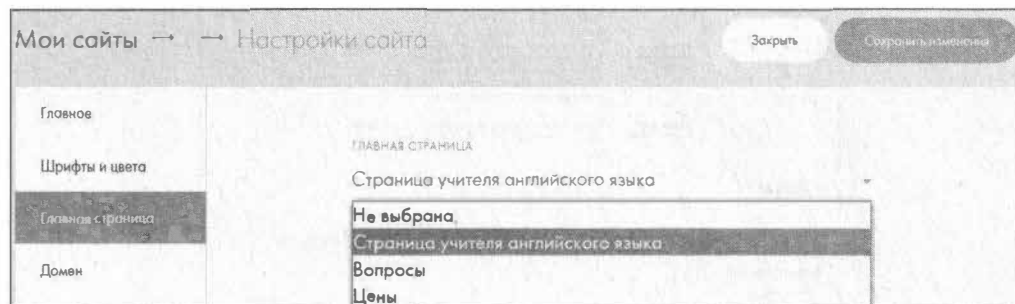 Мои сайты → → Настройки сайта
Закрыть
Сохранить изменения
Главное
Шрифты и цвета
Главная страница
Домен
ГЛАВНАЯ СТРАНИЦА
Страница учителя английского языка
Не выбрана
Страница учителя английского языка
Вопросы
Цены